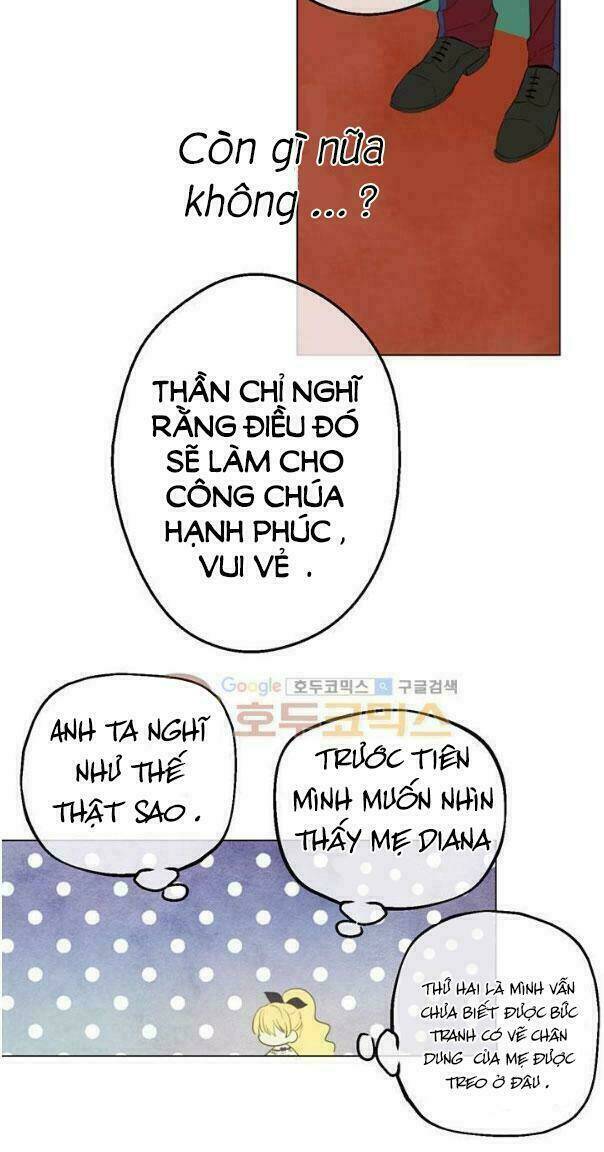 Còn gì nữa
không ... ?
THẦN CHỈ NGHĨ
RẰNG ĐIỀU ĐÓ
SẼ LÀM CHO
CÔNG CHÚA
HẠNH PHÚC ,
VUI VẺ .
Google 호두코믹스 구글검색
호두코믹스
ANH TA NGHĨ
NHƯ THẾ
THẬT SAO .
TRƯỚC TIÊN
MÌNH MUỐN NHÌN
THẤY MẸ DIANA
THỨ HAI LÀ MÌNH VẪN
CHƯA BIẾT ĐƯỢC BỨC
TRANH CÓ VẼ CHÂN
DUNG CỦA MẸ ĐƯỢC
TREO Ở ĐÂU .